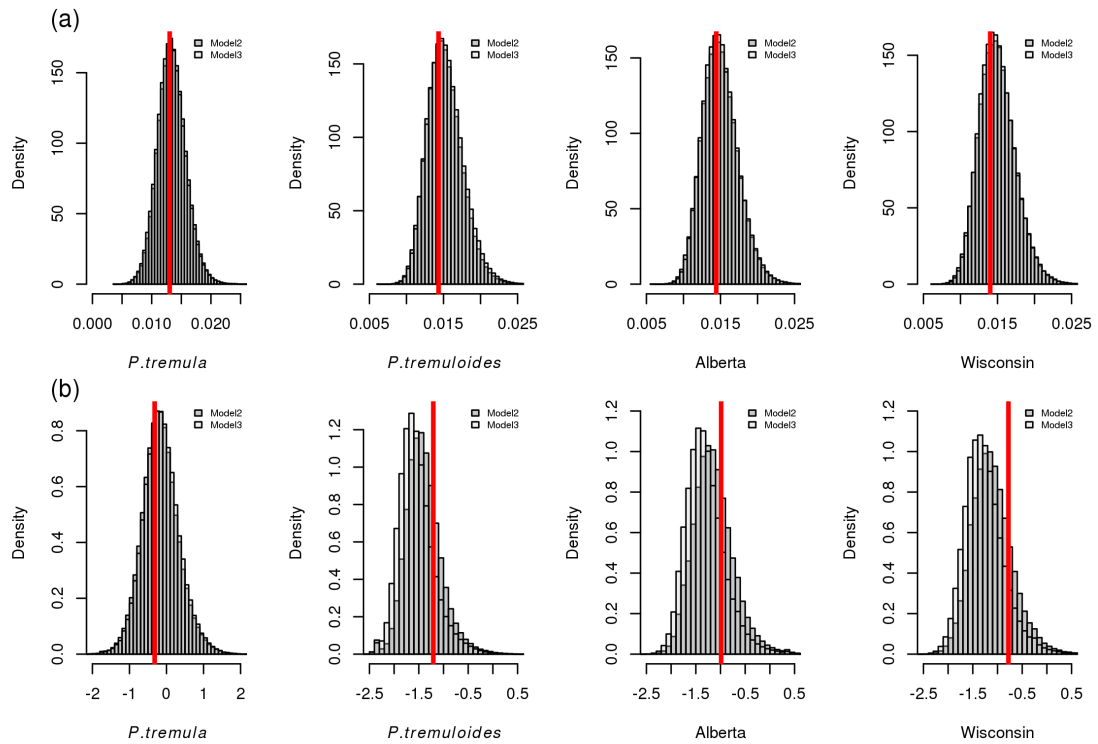 (a)
Model2
Model3
Density
0
50
100
150
0.000
0.010
0.020
P.tremula
Model2
Model3
Density
0
50
100
150
0.005
0.015
0.025
P.tremuloides
Model2
Model3
Density
0
50
100
150
0.005
0.015
0.025
Alberta
Model2
Model3
Density
0
50
100
150
0.005
0.015
0.025
Wisconsin
(b)
Model2
Model3
Density
0.0
0.2
0.4
0.6
0.8
-2
-1
0
1
2
P.tremula
Model2
Model3
Density
0.0
0.2
0.4
0.6
0.8
1.0
1.2
-2.5
-1.5
-0.5
0.5
P.tremuloides
Model2
Model3
Density
0.0
0.2
0.4
0.6
0.8
1.0
1.2
-2.5
-1.5
-0.5
0.5
Alberta
Model2
Model3
Density
0.0
0.2
0.4
0.6
0.8
1.0
1.2
-2.5
-1.5
-0.5
0.5
Wisconsin